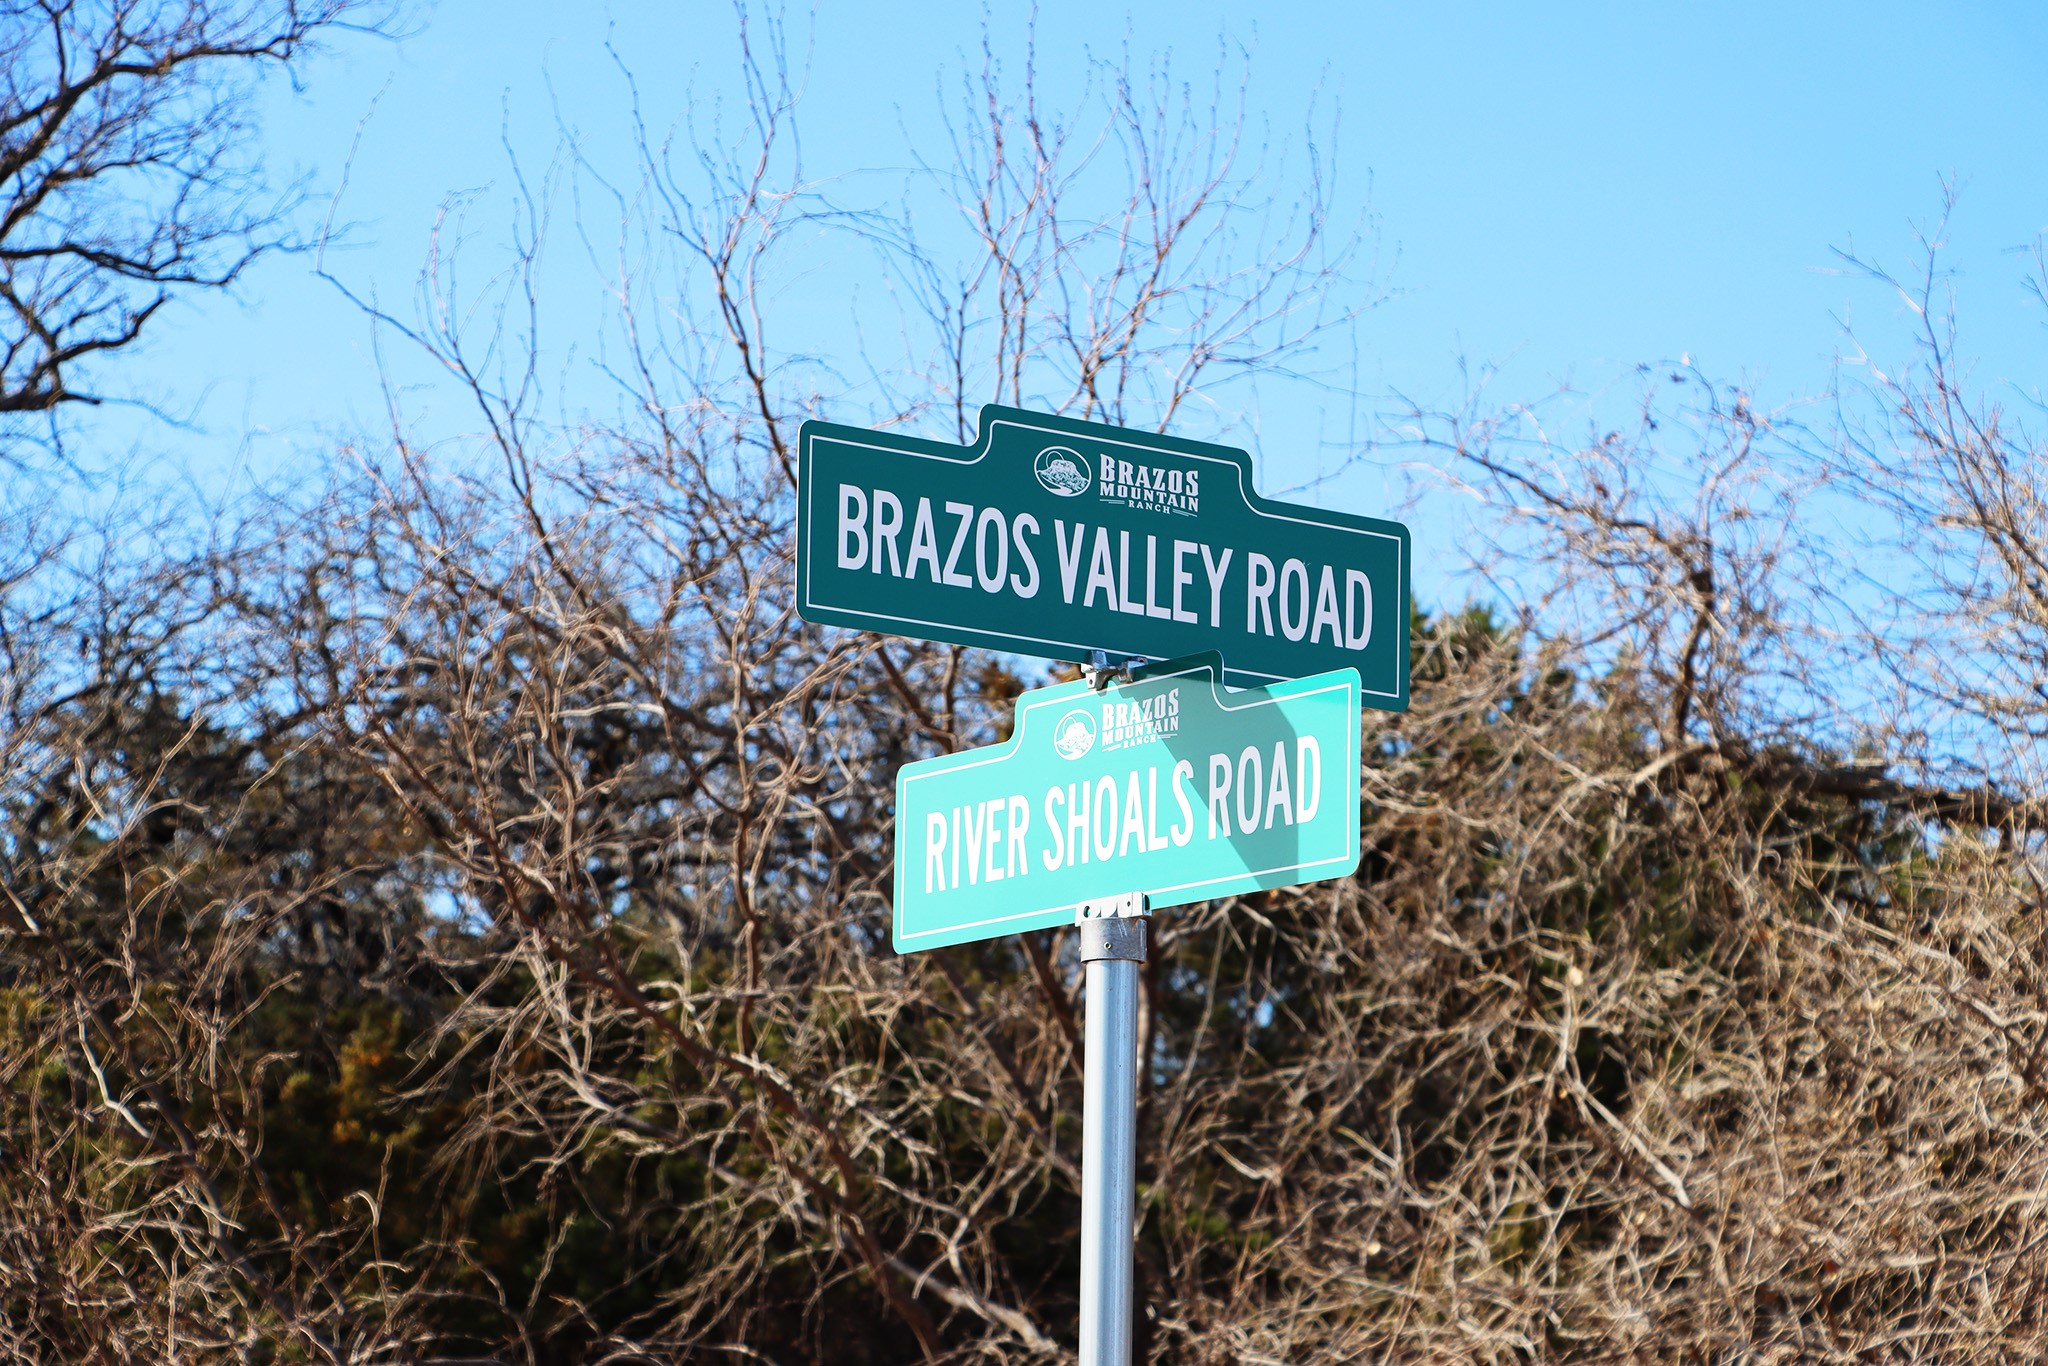 BRAZOS
MOUNTAIN
RANCH
BRAZOS VALLEY ROAD
BRAZOS
MOUNTAIN
RANCH
RIVER SHOALS ROAD